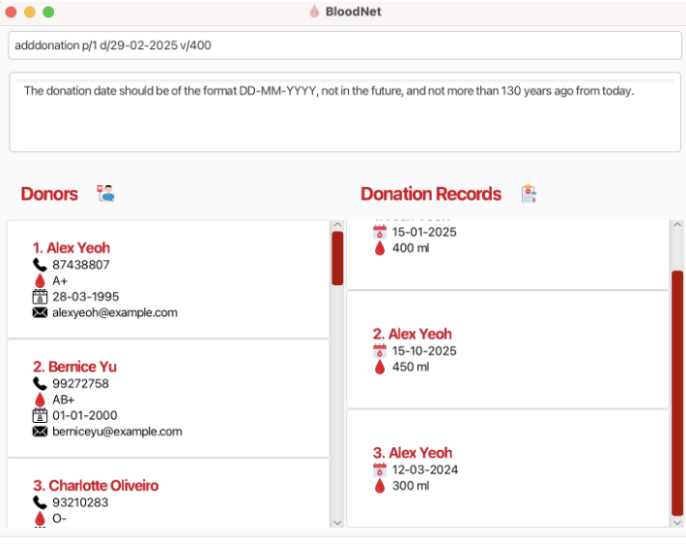 BloodNet
adddonation p/1 d/29-02-2025 v/400
The donation date should be of the format DD-MM-YYYY, not in the future, and not more than 130 years ago from today.
Donors
1. Alex Yeoh
87438807
A+
28-03-1995
alexyeoh@example.com
2. Bernice Yu
99272758
AB+
01-01-2000
berniceyu@example.com
3. Charlotte Oliveiro
93210283
O-
Donation Records
15-01-2025
400 ml
2. Alex Yeoh
15-10-2025
450 ml
3. Alex Yeoh
12-03-2024
300 ml